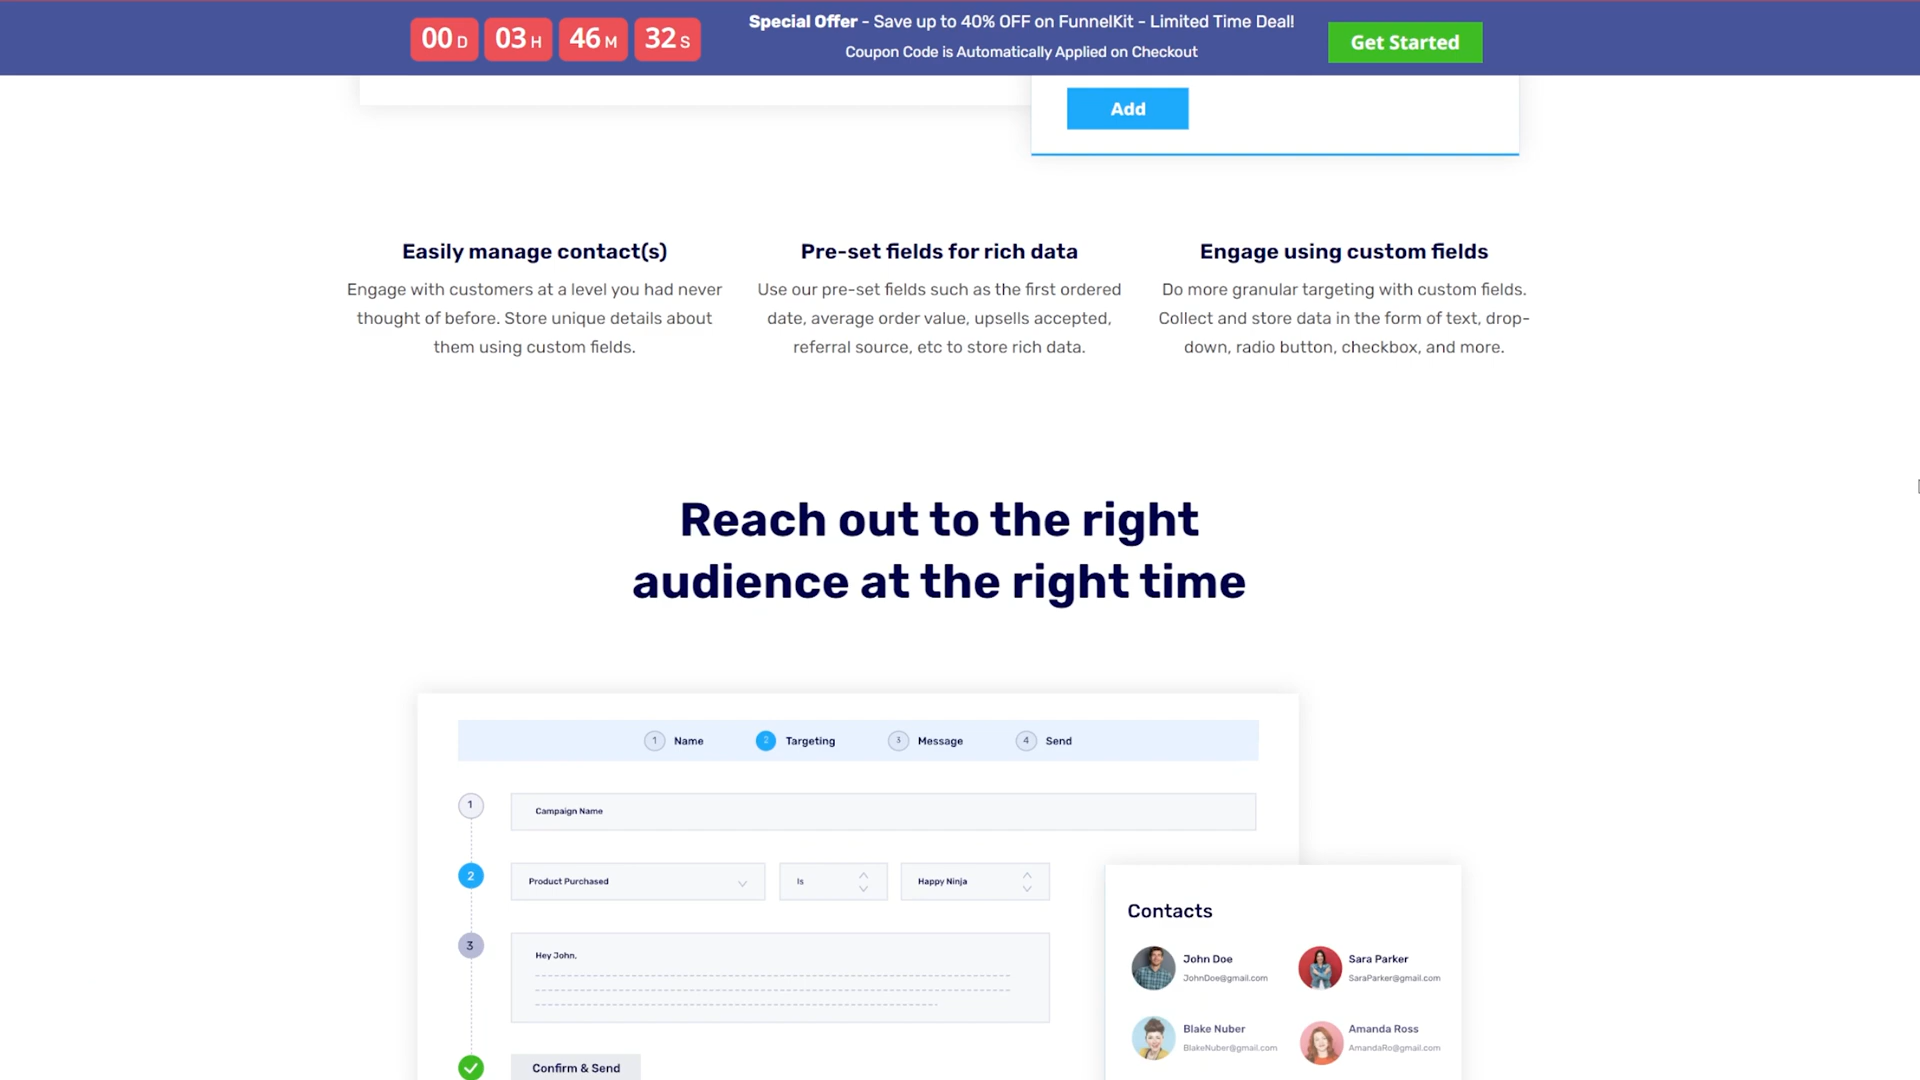 00 D 03 H 46 M 32 S
Special Offer - Save up to 40% OFF on FunnelKit - Limited Time Deal!
Coupon Code is Automatically Applied on Checkout
Get Started
Add
Easily manage contact(s)
Engage with customers at a level you had never
thought of before. Store unique details about
them using custom fields.
Pre-set fields for rich data
Use our pre-set fields such as the first ordered
date, average order value, upsells accepted,
referral source, etc to store rich data.
Engage using custom fields
Do more granular targeting with custom fields.
Collect and store data in the form of text, drop-
down, radio button, checkbox, and more.
Reach out to the right
audience at the right time
1 Name 2 Targeting 3 Message 4 Send
1 Campaign Name
2 Product Purchased Is Happy Ninja
3 Hey John,
Confirm & Send
Contacts
John Doe
JohnDoe@gmail.com
Sara Parker
SaraParker@gmail.com
Blake Nuber
BlakeNuber@gmail.com
Amanda Ross
AmandaRo@gmail.com